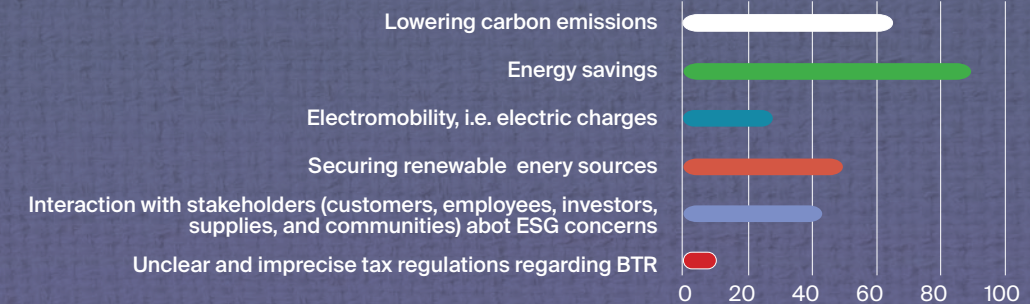 Lowering carbon emissions
Energy savings
Electromobility, i.e. electric charges
Securing renewable  enery sources
Interaction with stakeholders (customers, employees, investors,
supplies, and communities) abot ESG concerns
Unclear and imprecise tax regulations regarding BTR
0 20 40 60 80 100